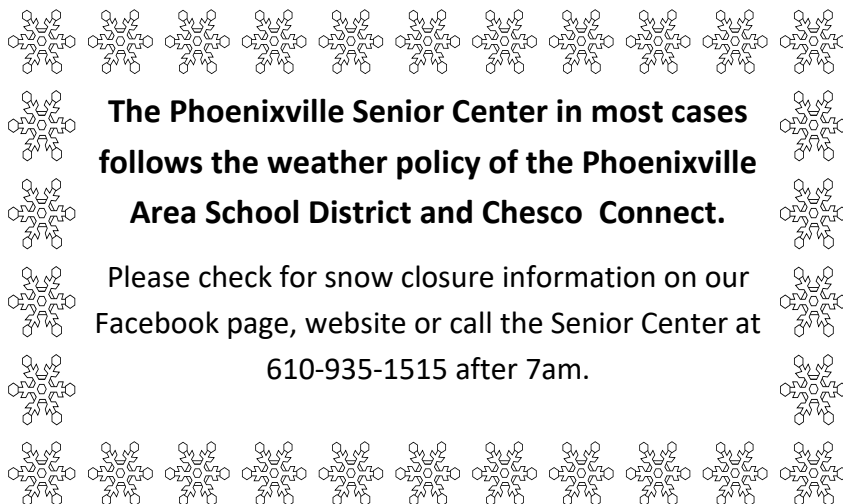 The Phoenixville Senior Center in most cases
follows the weather policy of the Phoenixville
Area School District and Chesco  Connect.
Please check for snow closure information on our
Facebook page, website or call the Senior Center at
610-935-1515 after 7am.